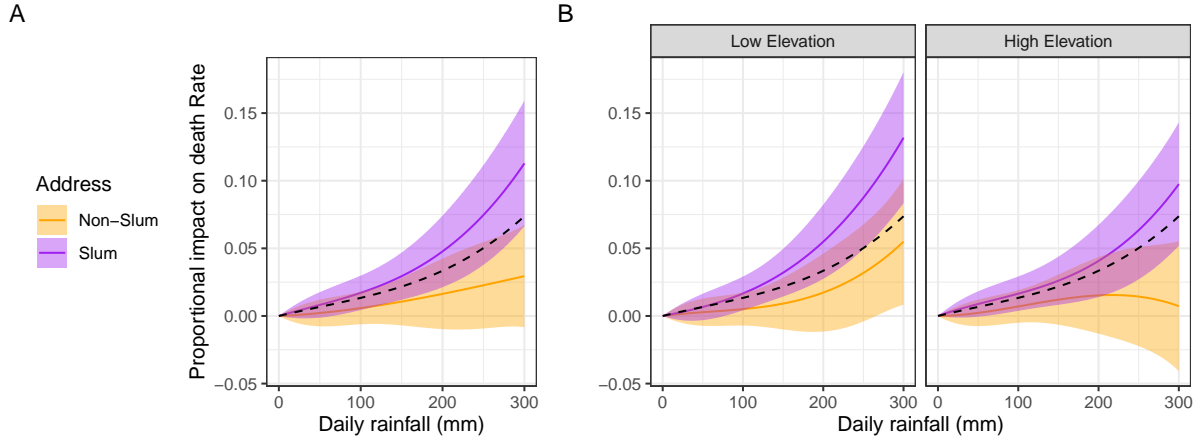 A
Proportional impact on death Rate
0.15
0.10
0.05
0.00
−0.05
0 100 200 300
Daily rainfall (mm)
Address
Non−Slum
Slum
B
Low Elevation High Elevation
0.15
0.10
0.05
0.00
−0.05
0 100 200 300 0 100 200 300
Daily rainfall (mm)